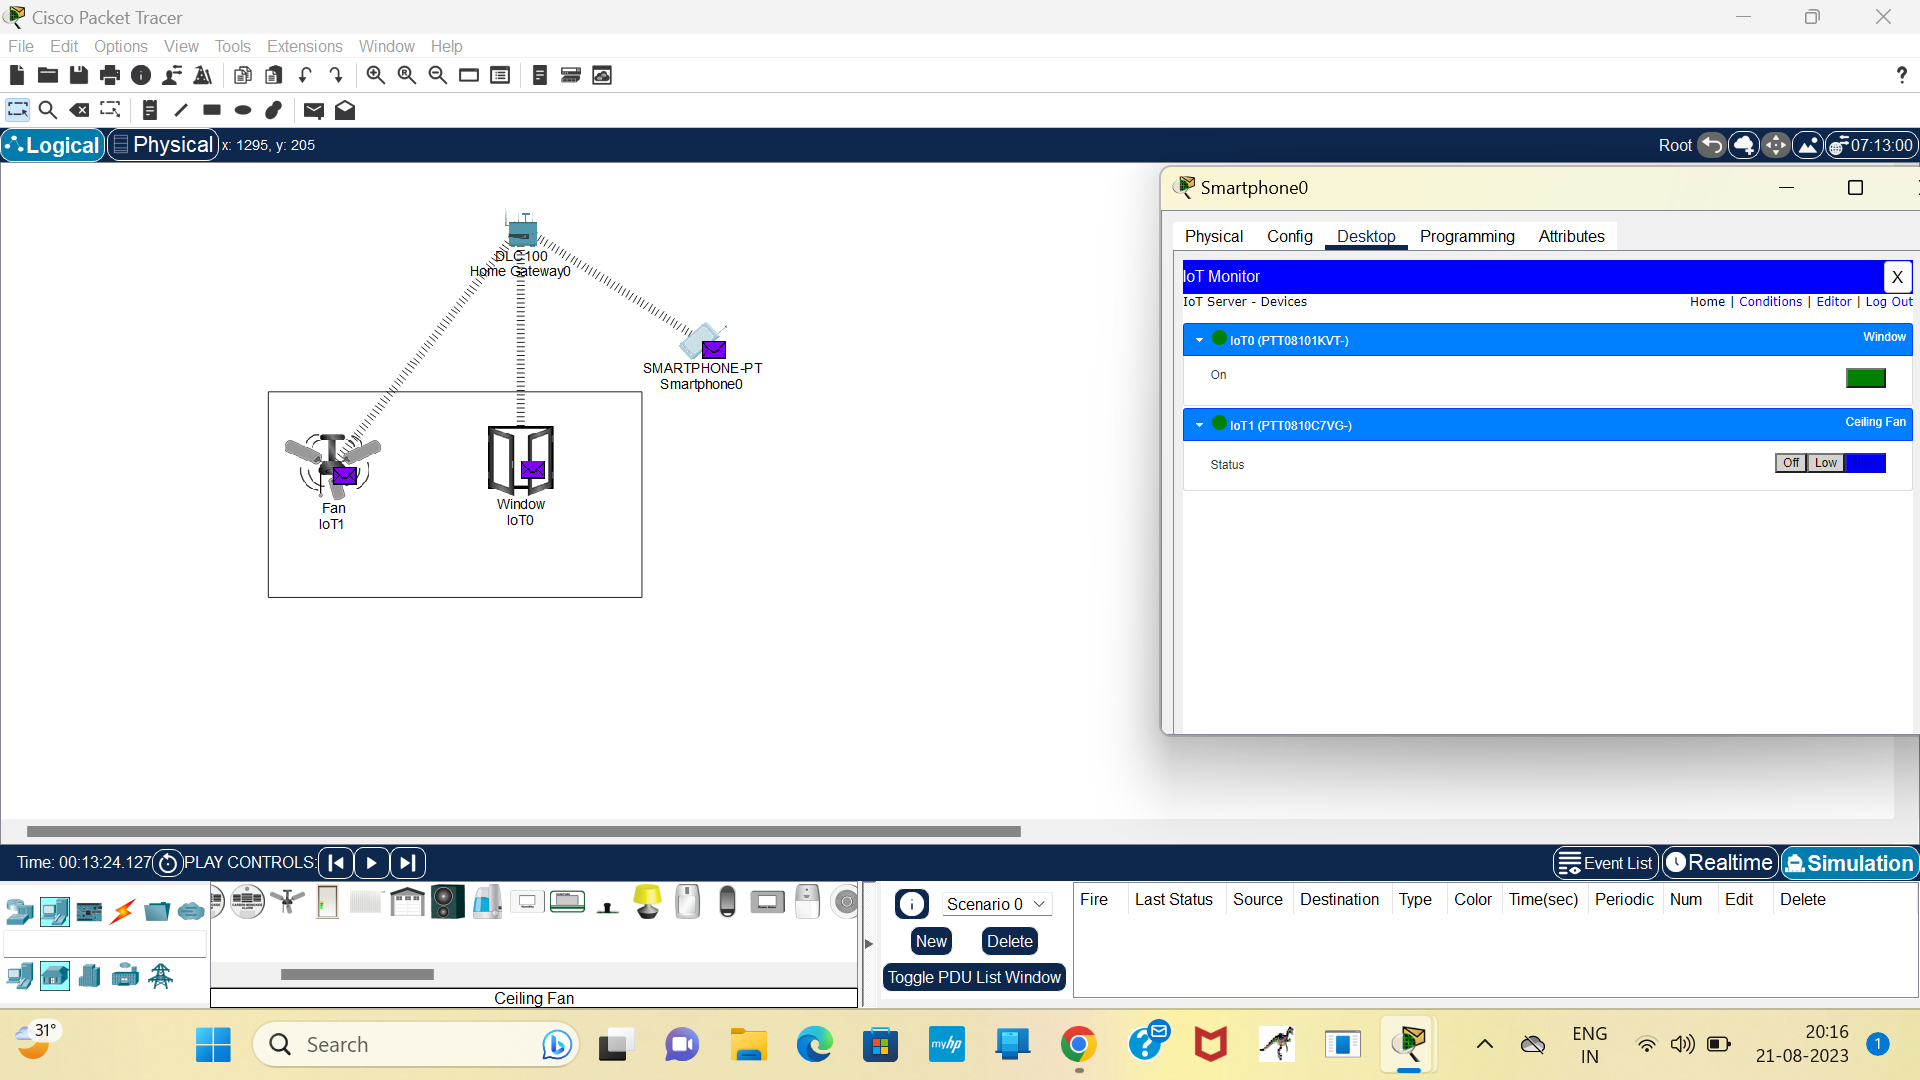 Cisco Packet Tracer
File Edit Options View Tools Extensions Window Help
?
Logical Physical x: 1295, y: 205 Root 07:13:00
Smartphone0
Physical Config Desktop Programming Attributes
IoT Monitor X
IoT Server - Devices Home | Conditions | Editor | Log Out
IoT0 (PTT08101KVT-) Window
On
IoT1 (PTT0810C7VG-) Ceiling Fan
Status Off Low
DLC100
Home Gateway0
SMARTPHONE-PT
Smartphone0
Fan
IoT1
Window
IoT0
Time: 00:13:24.127 PLAY CONTROLS: Event List Realtime Simulation
Scenario 0
New Delete
Toggle PDU List Window
Fire Last Status Source Destination Type Color Time(sec) Periodic Num Edit Delete
Ceiling Fan
31°
Search
myhp
ENG
IN
20:16
21-08-2023
1